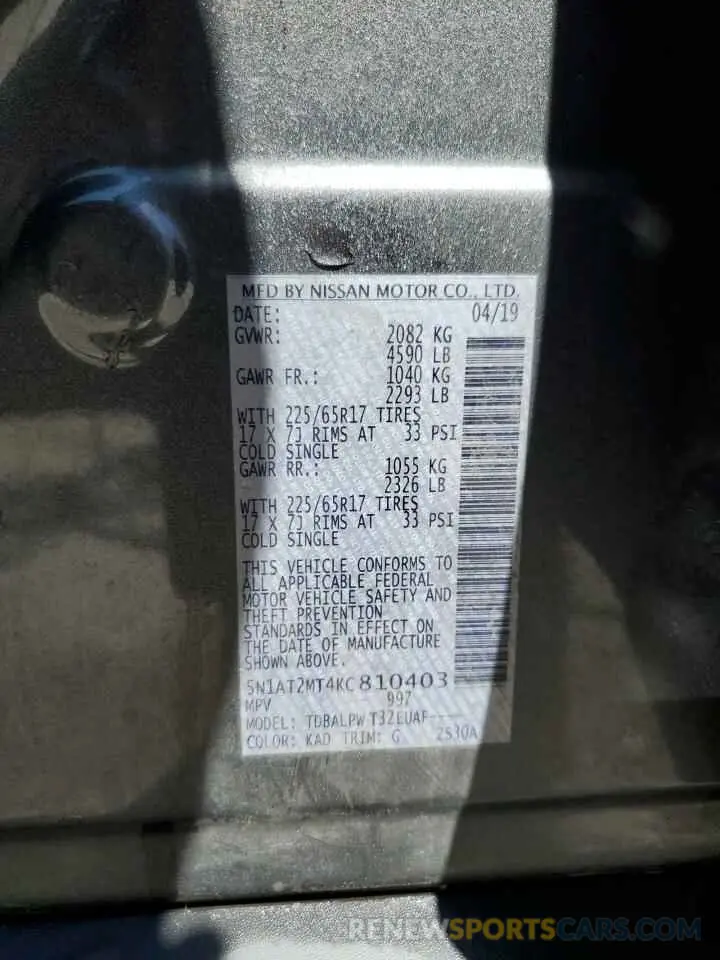 MFD BY NISSAN MOTOR CO., LTD.
DATE: 04/19
GVWR: 2082 KG
4590 LB
GAWR FR.: 1040 KG
2293 LB
WITH 225/65R17 TIRES
17 X 7J RIMS AT 33 PSI
COLD SINGLE
GAWR RR.: 1055 KG
2326 LB
WITH 225/65R17 TIRES
17 X 7J RIMS AT 33 PSI
COLD SINGLE
THIS VEHICLE CONFORMS TO
ALL APPLICABLE FEDERAL
MOTOR VEHICLE SAFETY AND
THEFT PREVENTION
STANDARDS IN EFFECT ON
THE DATE OF MANUFACTURE
SHOWN ABOVE.
5N1AT2MT4KC810403
MPV 997
MODEL: TDBALPW T32EUAF----
COLOR: KAD TRIM: G 2S30A
RENEWSPORTSCARS.COM